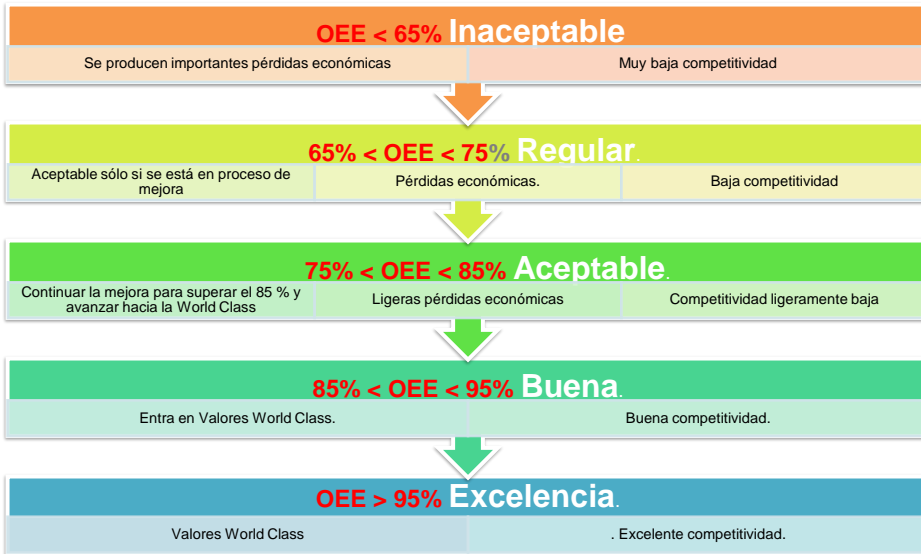 OEE < 65% Inaceptable
Se producen importantes pérdidas económicas
Muy baja competitividad
65% < OEE < 75% Regular.
Aceptable sólo si se está en proceso de
mejora
Pérdidas económicas.
Baja competitividad
75% < OEE < 85% Aceptable.
Continuar la mejora para superar el 85 % y
avanzar hacia la World Class
Ligeras pérdidas económicas
Competitividad ligeramente baja
85% < OEE < 95% Buena.
Entra en Valores World Class.
Buena competitividad.
OEE > 95% Excelencia.
Valores World Class
. Excelente competitividad.